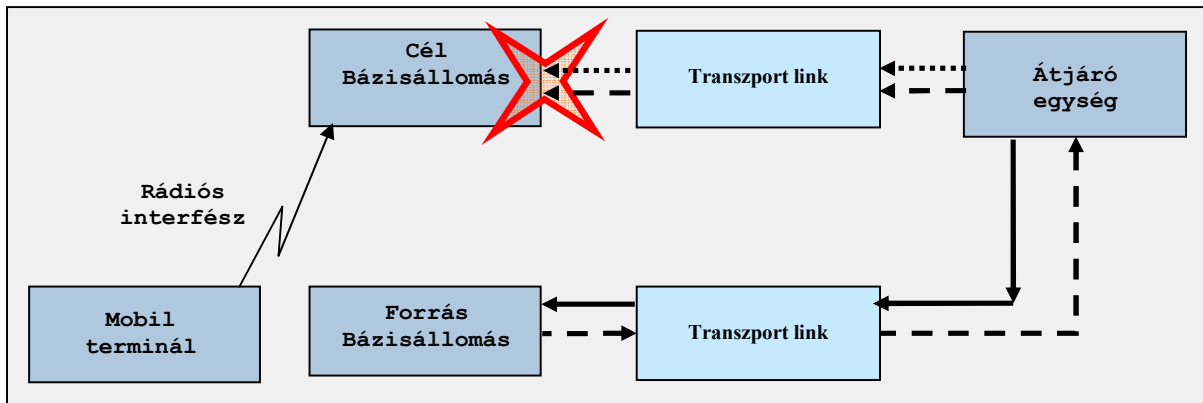 Cél
Bázisállomás
Transzport link
Átjáró
egység
Rádiós
interfész
Mobil
terminál
Forrás
Bázisállomás
Transzport link